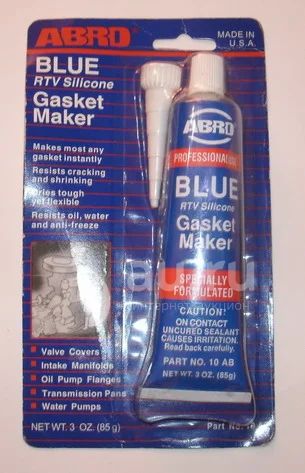 ABRO
MADE IN
U.S.A.
BLUE
RTV Silicone
Gasket
Maker
Makes most any
gasket instantly
Resists cracking
and shrinking
Dries tough
yet flexible
Resists oil, water
and anti-freeze
Valve Covers
Intake Manifolds
Oil Pump Flanges
Transmission Pans
Water Pumps
NET WT. 3 OZ. (85g)
Part No.
ABRO
PROFESSIONAL USE
BLUE
RTV Silicone
Gasket
Maker
SPECIALLY
FORMULATED
CAUTION:
ON CONTACT
UNCURED SEALANT
CAUSES IRRITATION.
Read back carefully.
PART NO. 10 AB
NET WT. 3 OZ. (85g)